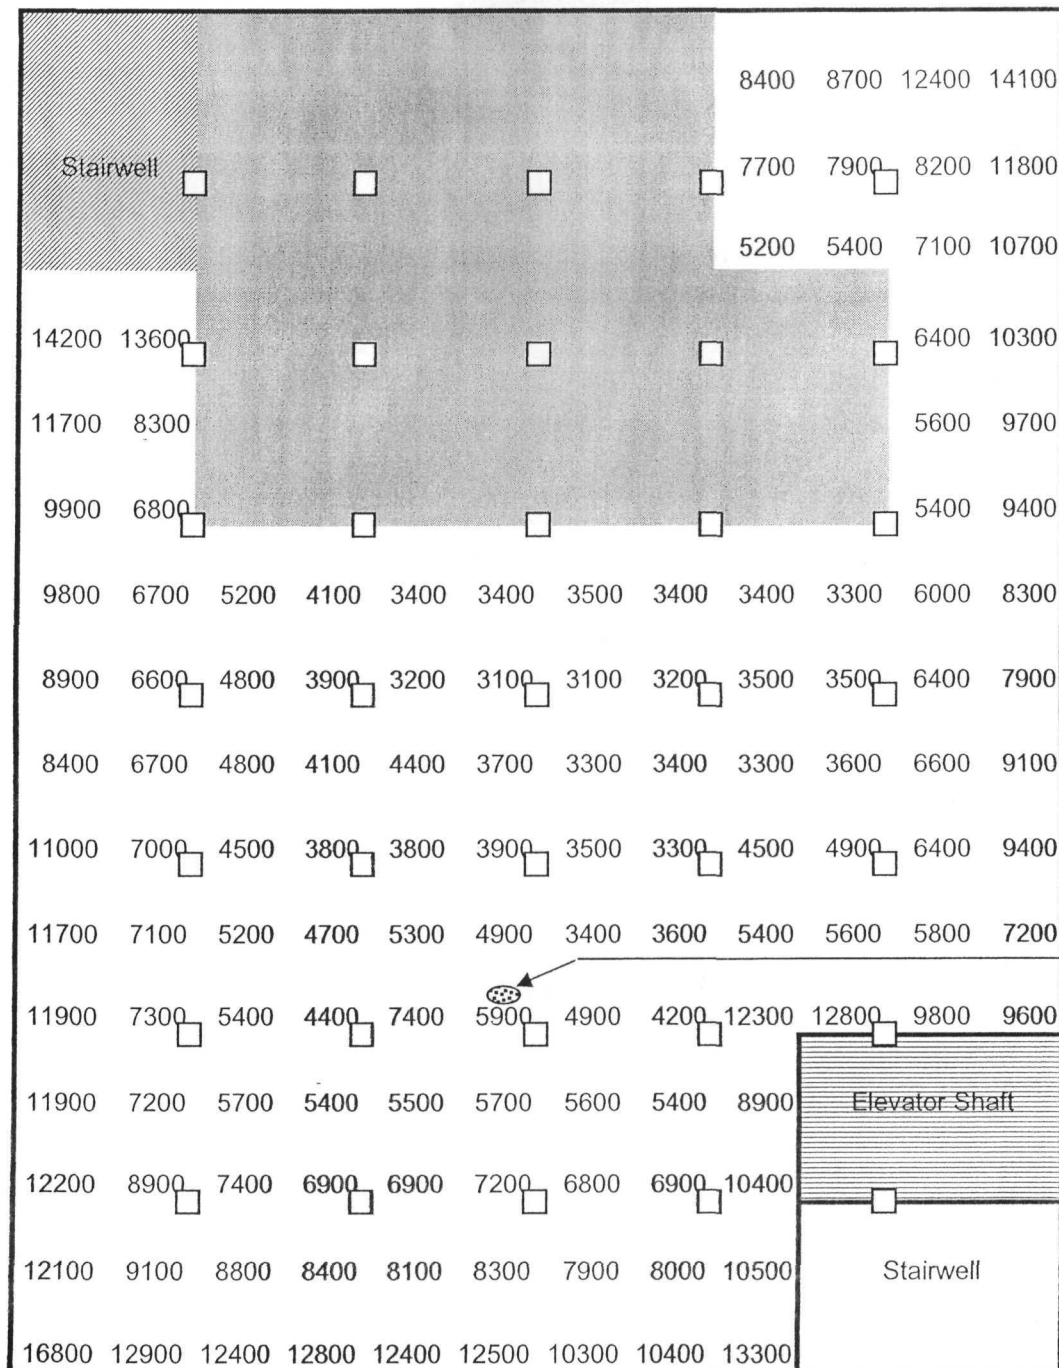 8400 8700 12400 14100
Stairwell 7700 7900 8200 11800
5200 5400 7100 10700
14200 13600 6400 10300
11700 8300 5600 9700
9900 6800 5400 9400
9800 6700 5200 4100 3400 3400 3500 3400 3400 3300 6000 8300
8900 6600 4800 3900 3200 3100 3100 3200 3500 3500 6400 7900
8400 6700 4800 4100 4400 3700 3300 3400 3300 3600 6600 9100
11000 7000 4500 3800 3800 3900 3500 3300 4500 4900 6400 9400
11700 7100 5200 4700 5300 4900 3400 3600 5400 5600 5800 7200
11900 7300 5400 4400 7400 5900 4900 4200 12300 12800 9800 9600
11900 7200 5700 5400 5500 5700 5600 5400 8900 Elevator Shaft
12200 8900 7400 6900 6900 7200 6800 6900 10400
12100 9100 8800 8400 8100 8300 7900 8000 10500 Stairwell
16800 12900 12400 12800 12400 12500 10300 10400 13300